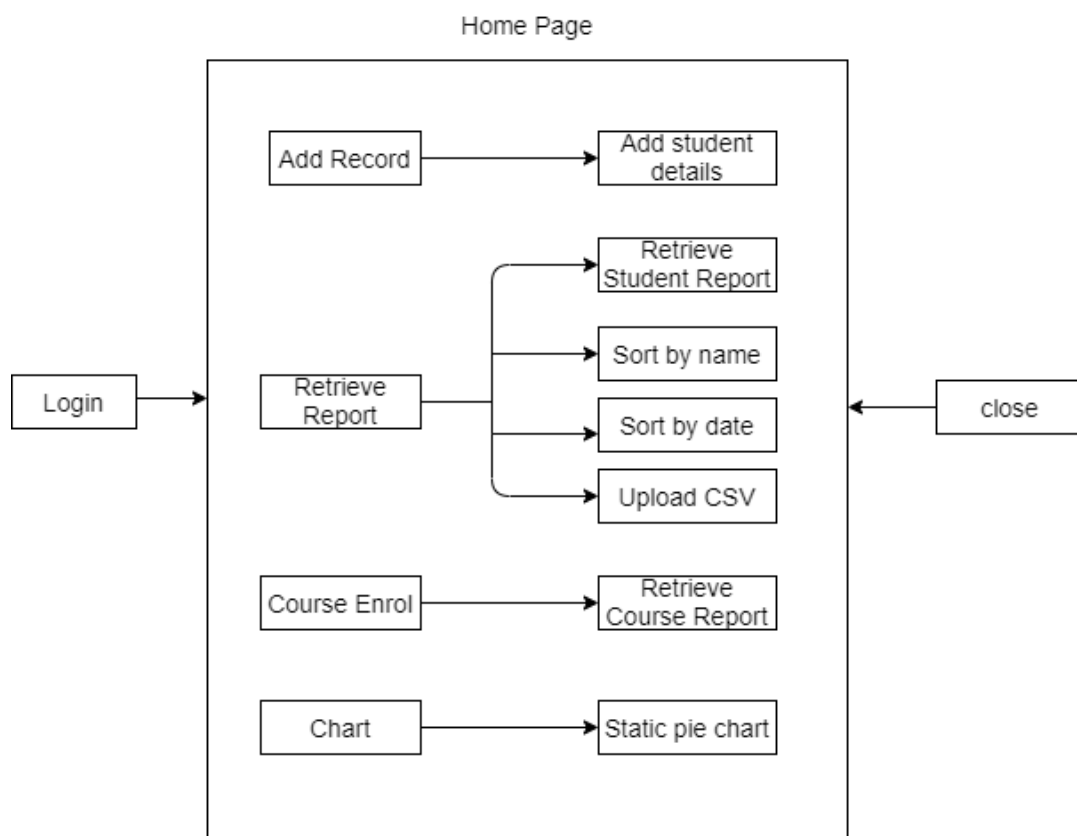 Home Page
Add Record
Add student
details
Retrieve
Student Report
Sort by name
Login
Retrieve
Report
close
Sort by date
Upload CSV
Course Enrol
Retrieve
Course Report
Chart
Static pie chart